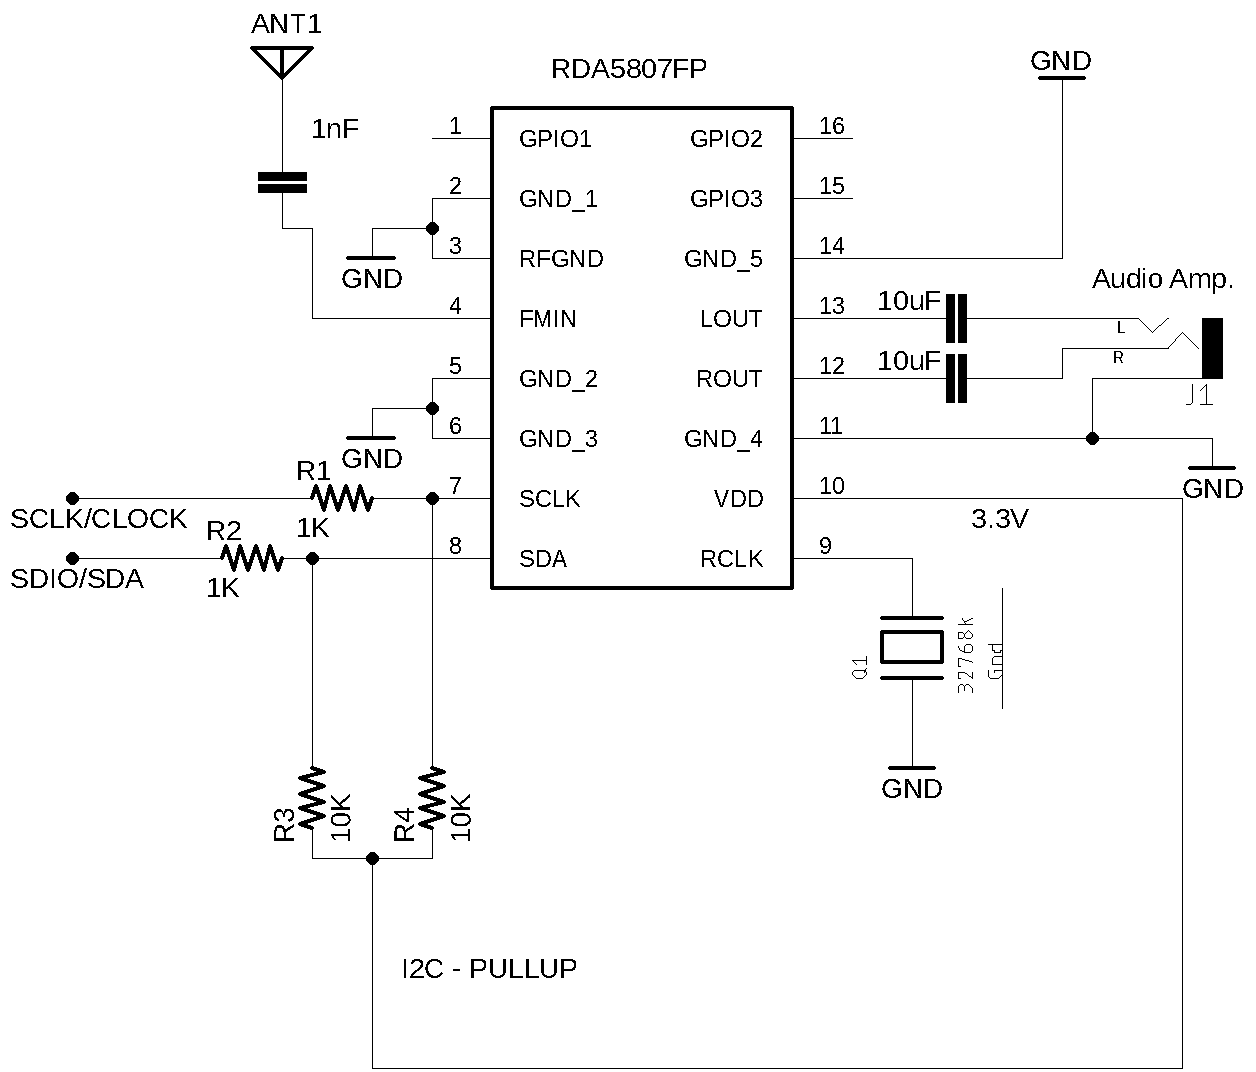 ANT1
RDA5807FP
GND
1nF
1 GPIO1 GPIO2 16
2 GND_1 GPIO3 15
3 RFGND GND_5 14
GND
Audio Amp.
4 FMIN LOUT 13 10uF
L
R
5 GND_2 ROUT 12 10uF
J1
6 GND_3 GND_4 11
GND
R1
7 SCLK VDD 10
GND
SCLK/CLOCK
1K
3.3V
R2
8 SDA RCLK 9
SDIO/SDA
1K
Q1
32768k
Gnd
GND
R3
10K
R4
10K
I2C - PULLUP